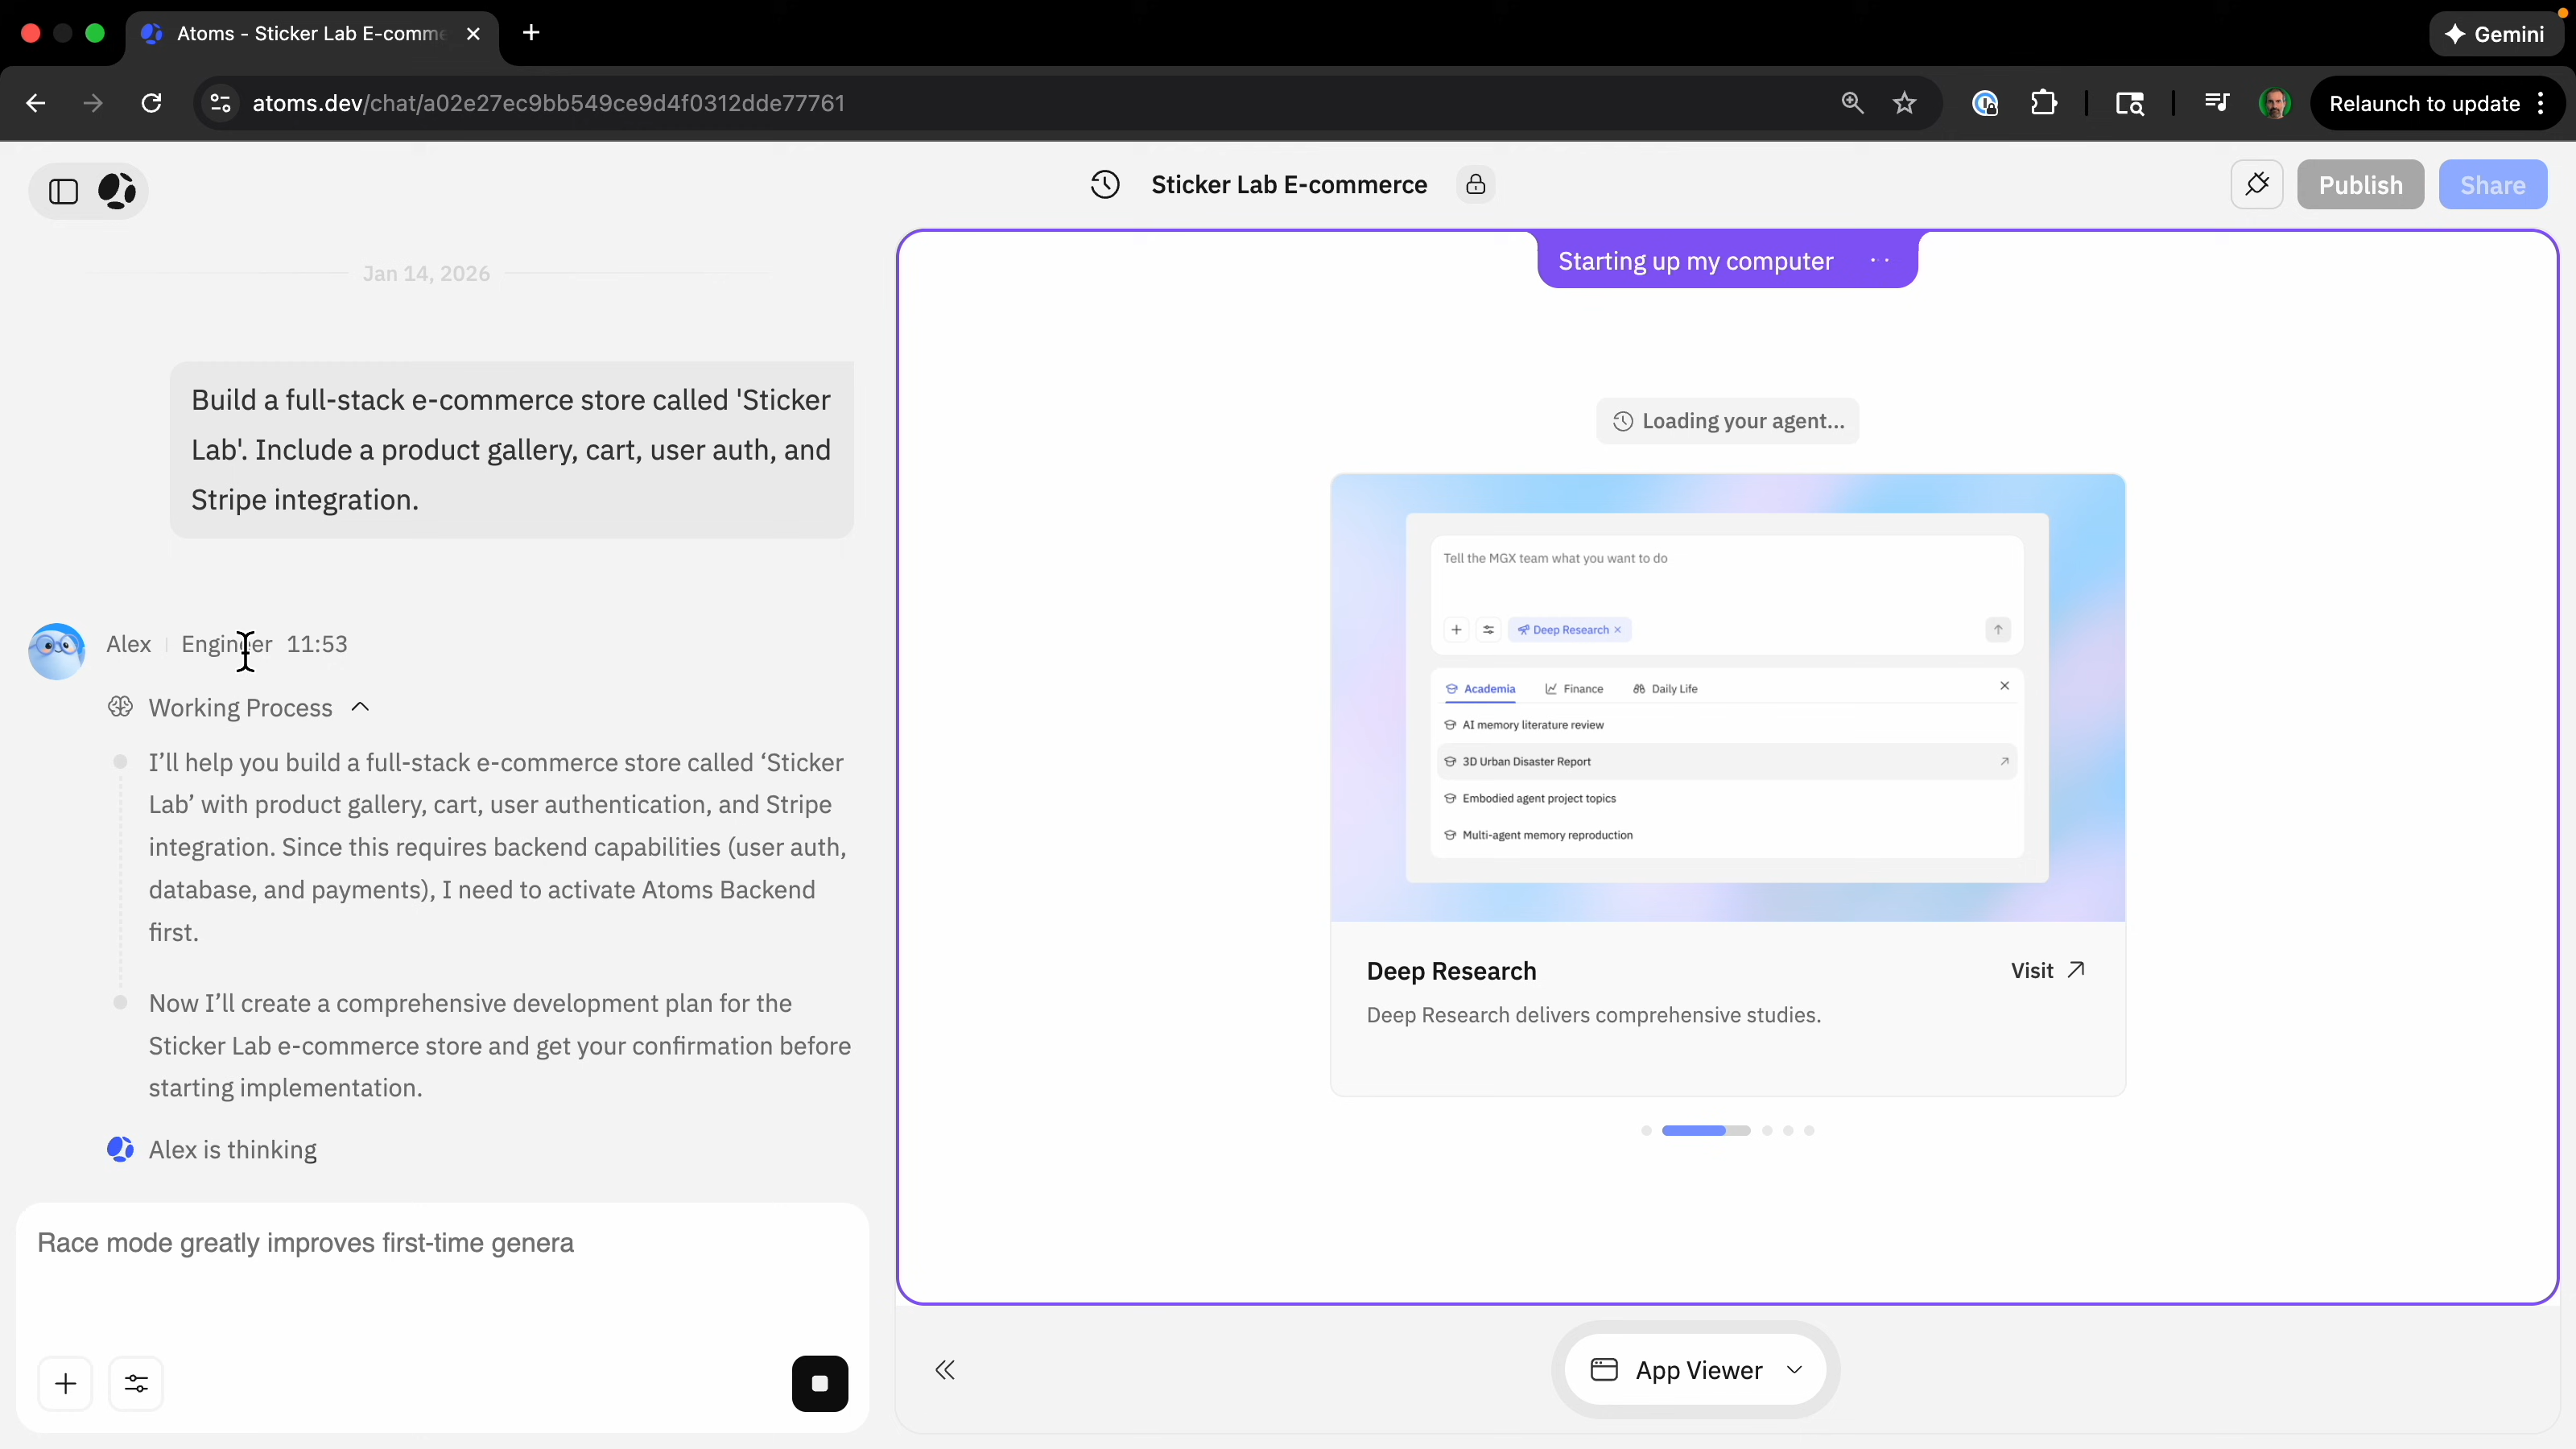 Atoms - Sticker Lab E-comme
Gemini
atoms.dev/chat/a02e27ec9bb549ce9d4f0312dde77761
Relaunch to update
Sticker Lab E-commerce
Publish
Share
Jan 14, 2026
Build a full-stack e-commerce store called 'Sticker
Lab'. Include a product gallery, cart, user auth, and
Stripe integration.
Alex | Engineer 11:53
Working Process
I’ll help you build a full-stack e-commerce store called ‘Sticker
Lab’ with product gallery, cart, user authentication, and Stripe
integration. Since this requires backend capabilities (user auth,
database, and payments), I need to activate Atoms Backend
first.
Now I’ll create a comprehensive development plan for the
Sticker Lab e-commerce store and get your confirmation before
starting implementation.
Alex is thinking
Race mode greatly improves first-time genera
Starting up my computer
Loading your agent...
Tell the MGX team what you want to do
Deep Research
Academia
Finance
Daily Life
AI memory literature review
3D Urban Disaster Report
Embodied agent project topics
Multi-agent memory reproduction
Deep Research
Visit
Deep Research delivers comprehensive studies.
App Viewer